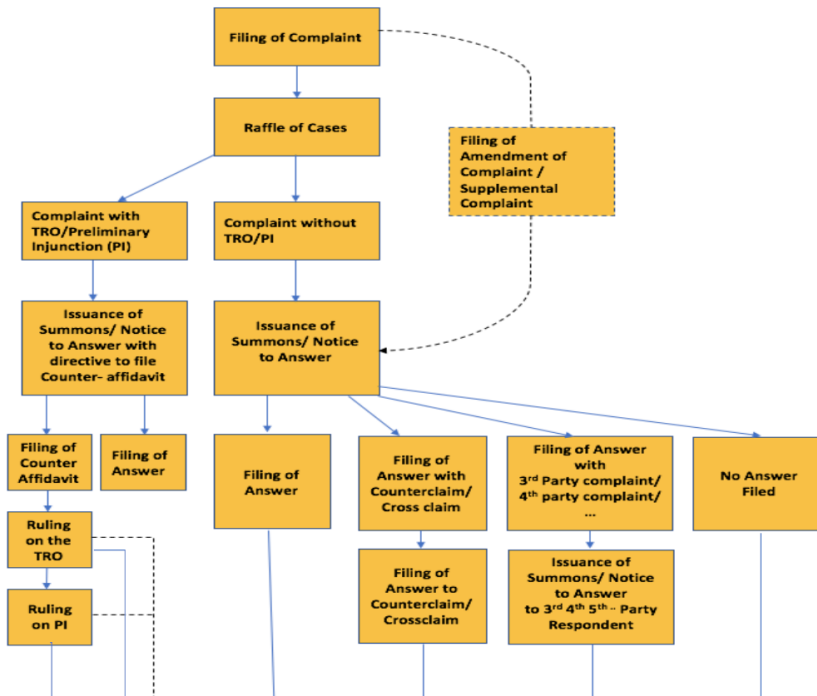 Filing of Complaint
Raffle of Cases
Filing of
Amendment of
Complaint /
Supplemental
Complaint
Complaint with
TRO/Preliminary
Injunction (PI)
Complaint without
TRO/PI
Issuance of
Summons/ Notice
to Answer with
directive to file
Counter- affidavit
Issuance of
Summons/ Notice
to Answer
Filing of
Counter
Affidavit
Filing of
Answer
Filing of
Answer
Filing of
Answer with
Counterclaim/
Cross claim
Filing of Answer
with
3rd Party complaint/
4th party complaint/
...
No Answer
Filed
Ruling
on the
TRO
Filing of
Answer to
Counterclaim/
Crossclaim
Issuance of
Summons/ Notice
to Answer
to 3rd 4th 5th - Party
Respondent
Ruling
on PI